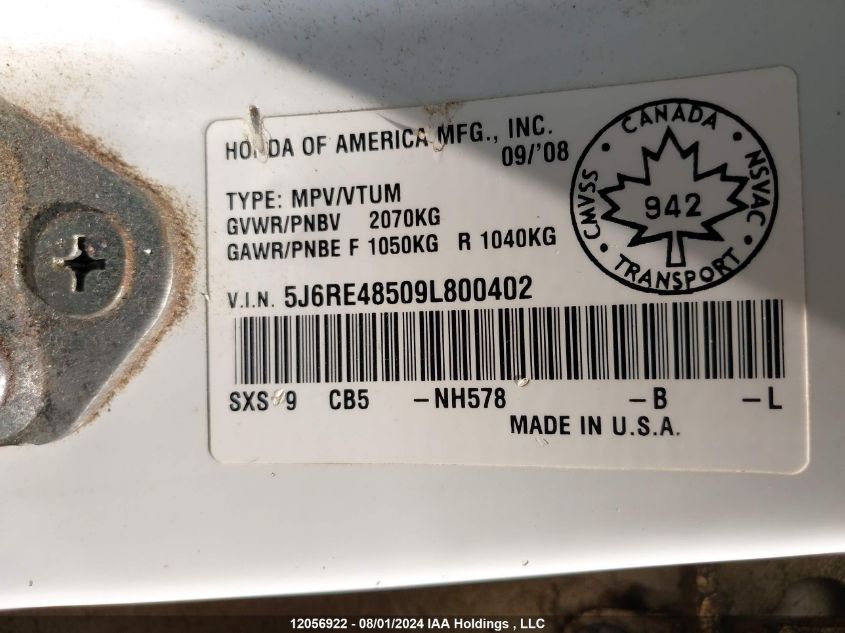 HONDA OF AMERICA MFG., INC.
09/'08
TYPE: MPV/VTUM
GVWR/PNBV 2070KG
GAWR/PNBE F 1050KG R 1040KG
V.I.N. 5J6RE48509L800402
CANADA
CMVSS
942
NSVAC
TRANSPORT
CB5 -NH578 -B -L
MADE IN U.S.A.
12056922 - 08/01/2024 IAA Holdings , LLC